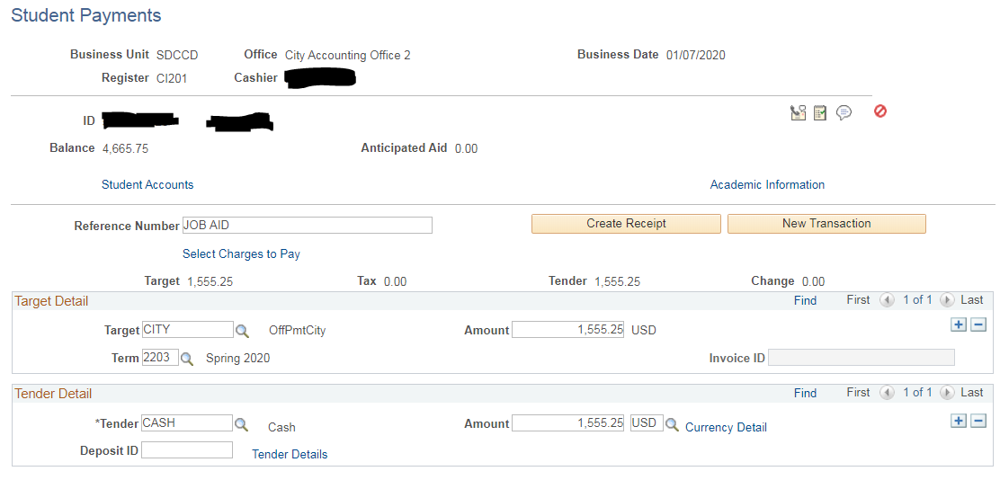 Student Payments
Business Unit SDCCD Office City Accounting Office 2 Business Date 01/07/2020
Register CI201 Cashier
ID
Balance 4,665.75 Anticipated Aid 0.00
Student Accounts Academic Information
Reference Number JOB AID Create Receipt New Transaction
Select Charges to Pay
Target 1,555.25 Tax 0.00 Tender 1,555.25 Change 0.00
Target Detail Find First 1 of 1 Last
Target CITY OffPmtCity Amount 1,555.25 USD
Term 2203 Spring 2020 Invoice ID
Tender Detail Find First 1 of 1 Last
*Tender CASH Cash Amount 1,555.25 USD Currency Detail
Deposit ID Tender Details